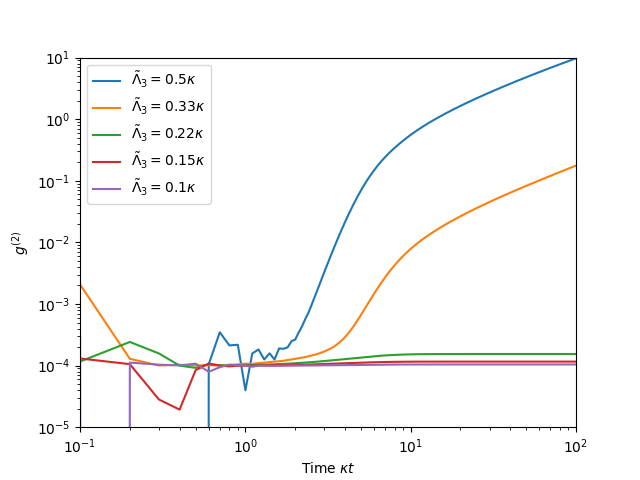 10¹
10⁰
10⁻¹
10⁻²
10⁻³
10⁻⁴
10⁻⁵
g⁽²⁾
Λ̃₃ = 0.5κ
Λ̃₃ = 0.33κ
Λ̃₃ = 0.22κ
Λ̃₃ = 0.15κ
Λ̃₃ = 0.1κ
10⁻¹ 10⁰ 10¹ 10²
Time κt